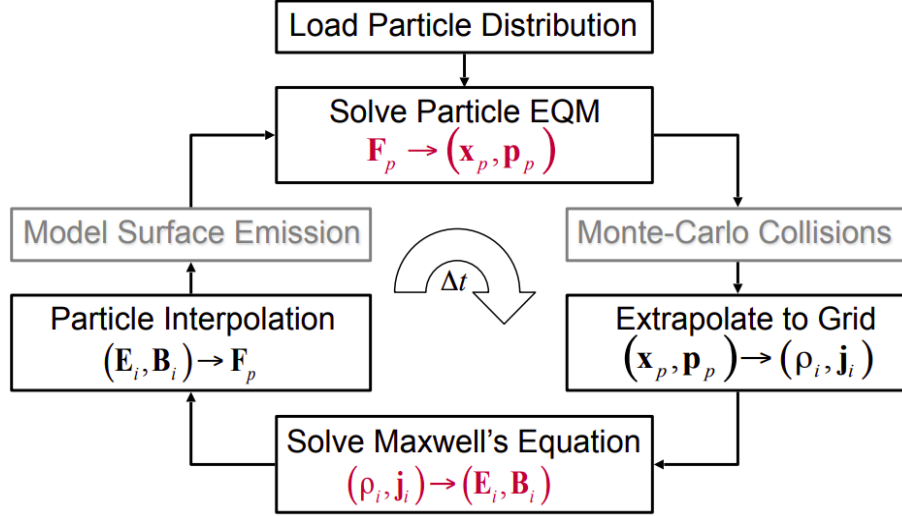 Load Particle Distribution
Solve Particle EQM
F_p → (x_p, p_p)
Model Surface Emission
Monte-Carlo Collisions
Δt
Particle Interpolation
(E_i, B_i) → F_p
Extrapolate to Grid
(x_p, p_p) → (ρ_i, j_i)
Solve Maxwell's Equation
(ρ_i, j_i) → (E_i, B_i)